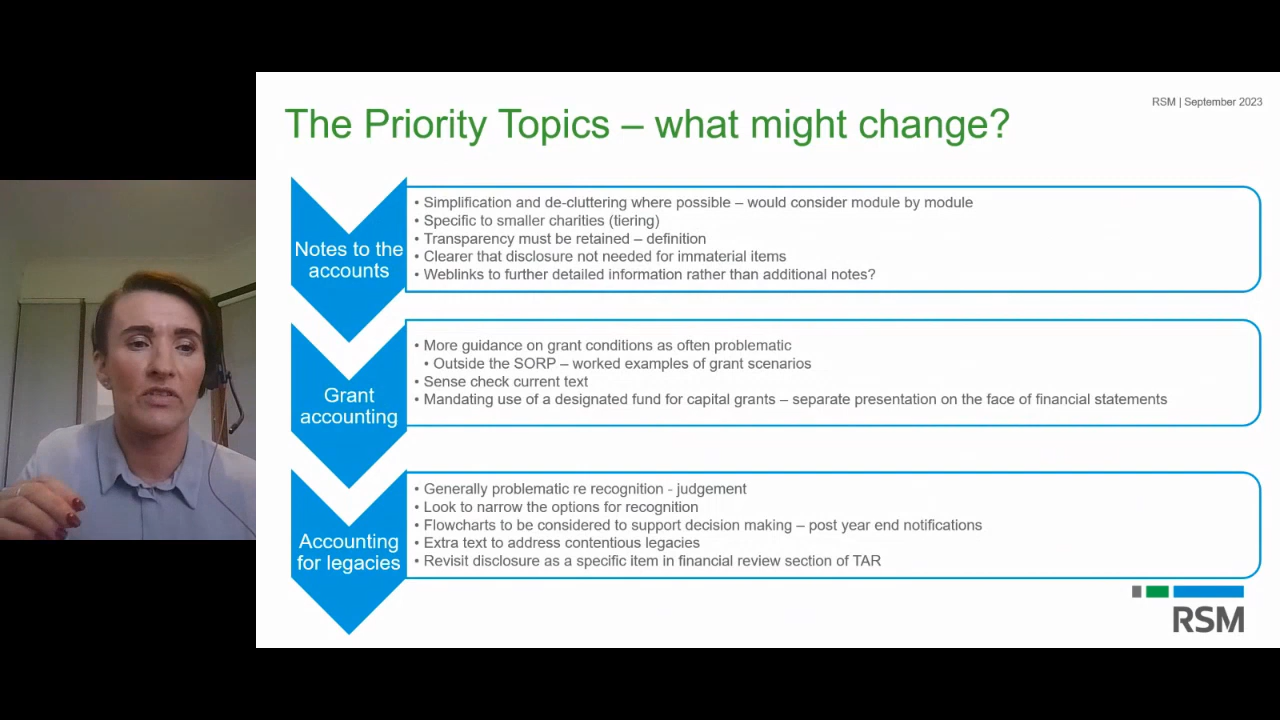 RSM | September 2023
The Priority Topics – what might change?
Notes to the
accounts
• Simplification and de-cluttering where possible – would consider module by module
• Specific to smaller charities (tiering)
• Transparency must be retained – definition
• Clearer that disclosure not needed for immaterial items
• Weblinks to further detailed information rather than additional notes?
Grant
accounting
• More guidance on grant conditions as often problematic
• Outside the SORP – worked examples of grant scenarios
• Sense check current text
• Mandating use of a designated fund for capital grants – separate presentation on the face of financial statements
Accounting
for legacies
• Generally problematic re recognition - judgement
• Look to narrow the options for recognition
• Flowcharts to be considered to support decision making – post year end notifications
• Extra text to address contentious legacies
• Revisit disclosure as a specific item in financial review section of TAR
RSM